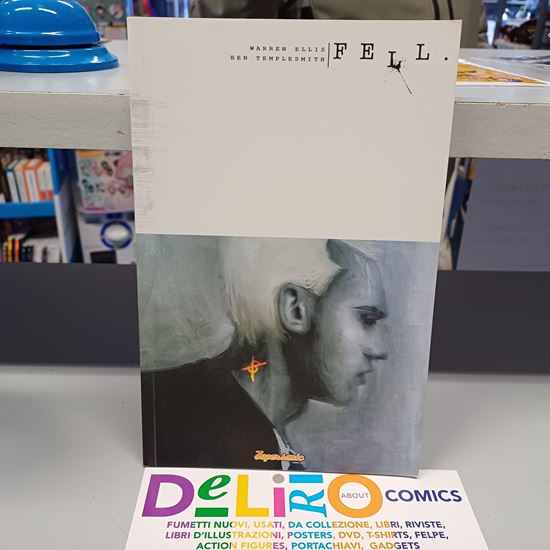 WARREN ELLIS
BEN TEMPLESMITH
FELL.
Supersonic
DeLiRiO ABOUT COMICS
FUMETTI NUOVI, USATI, DA COLLEZIONE, LIBRI, RIVISTE,
LIBRI D'ILLUSTRAZIONI, POSTERS, DVD, T-SHIRTS, FELPE,
ACTION FIGURES, PORTACHIAVI, GADGETS